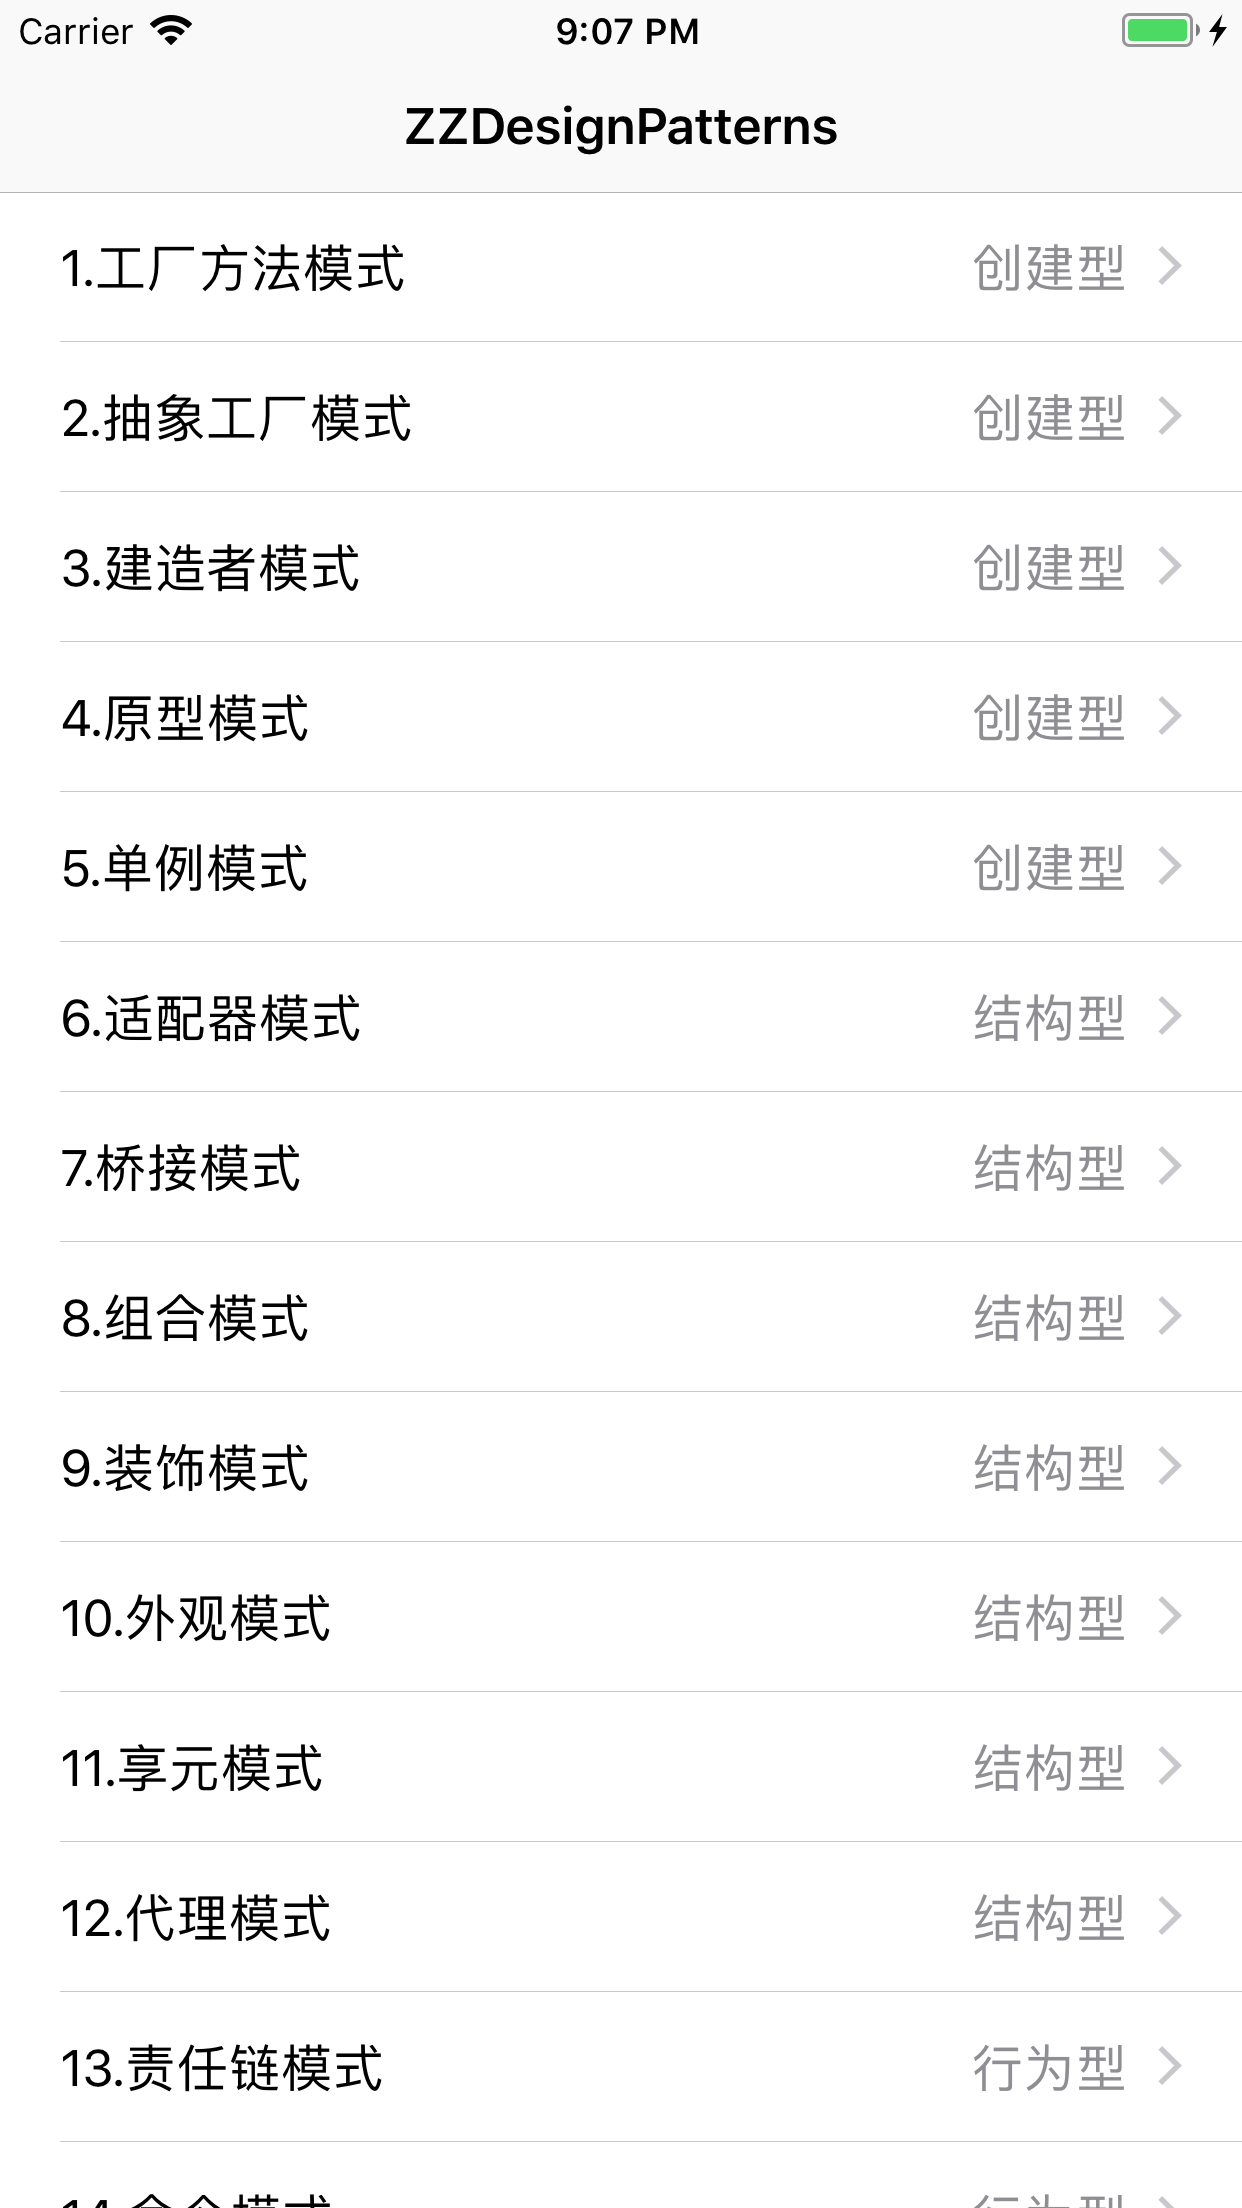 Carrier 9:07 PM
ZZDesignPatterns
1.工厂方法模式 创建型
2.抽象工厂模式 创建型
3.建造者模式 创建型
4.原型模式 创建型
5.单例模式 创建型
6.适配器模式 结构型
7.桥接模式 结构型
8.组合模式 结构型
9.装饰模式 结构型
10.外观模式 结构型
11.享元模式 结构型
12.代理模式 结构型
13.责任链模式 行为型